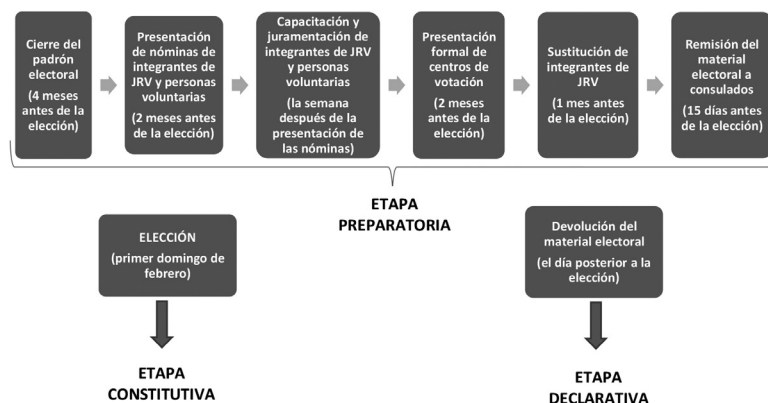 Cierre del
padrón
electoral
(4 meses
antes de la
elección)
Presentación
de nóminas de
integrantes de
JRV y personas
voluntarias
(2 meses antes
de la elección)
Capacitación y
juramentación de
integrantes de JRV
y personas
voluntarias
(la semana
después de la
presentación de
las nóminas)
Presentación
formal de
centros de
votación
(2 meses
antes de la
elección)
Sustitución de
integrantes de
JRV
(1 mes antes
de la elección)
Remisión del
material
electoral a
consulados
(15 días antes
de la elección)
ETAPA
PREPARATORIA
ELECCIÓN
(primer domingo de
febrero)
Devolución del
material electoral
(el día posterior a la
elección)
ETAPA
CONSTITUTIVA
ETAPA
DECLARATIVA